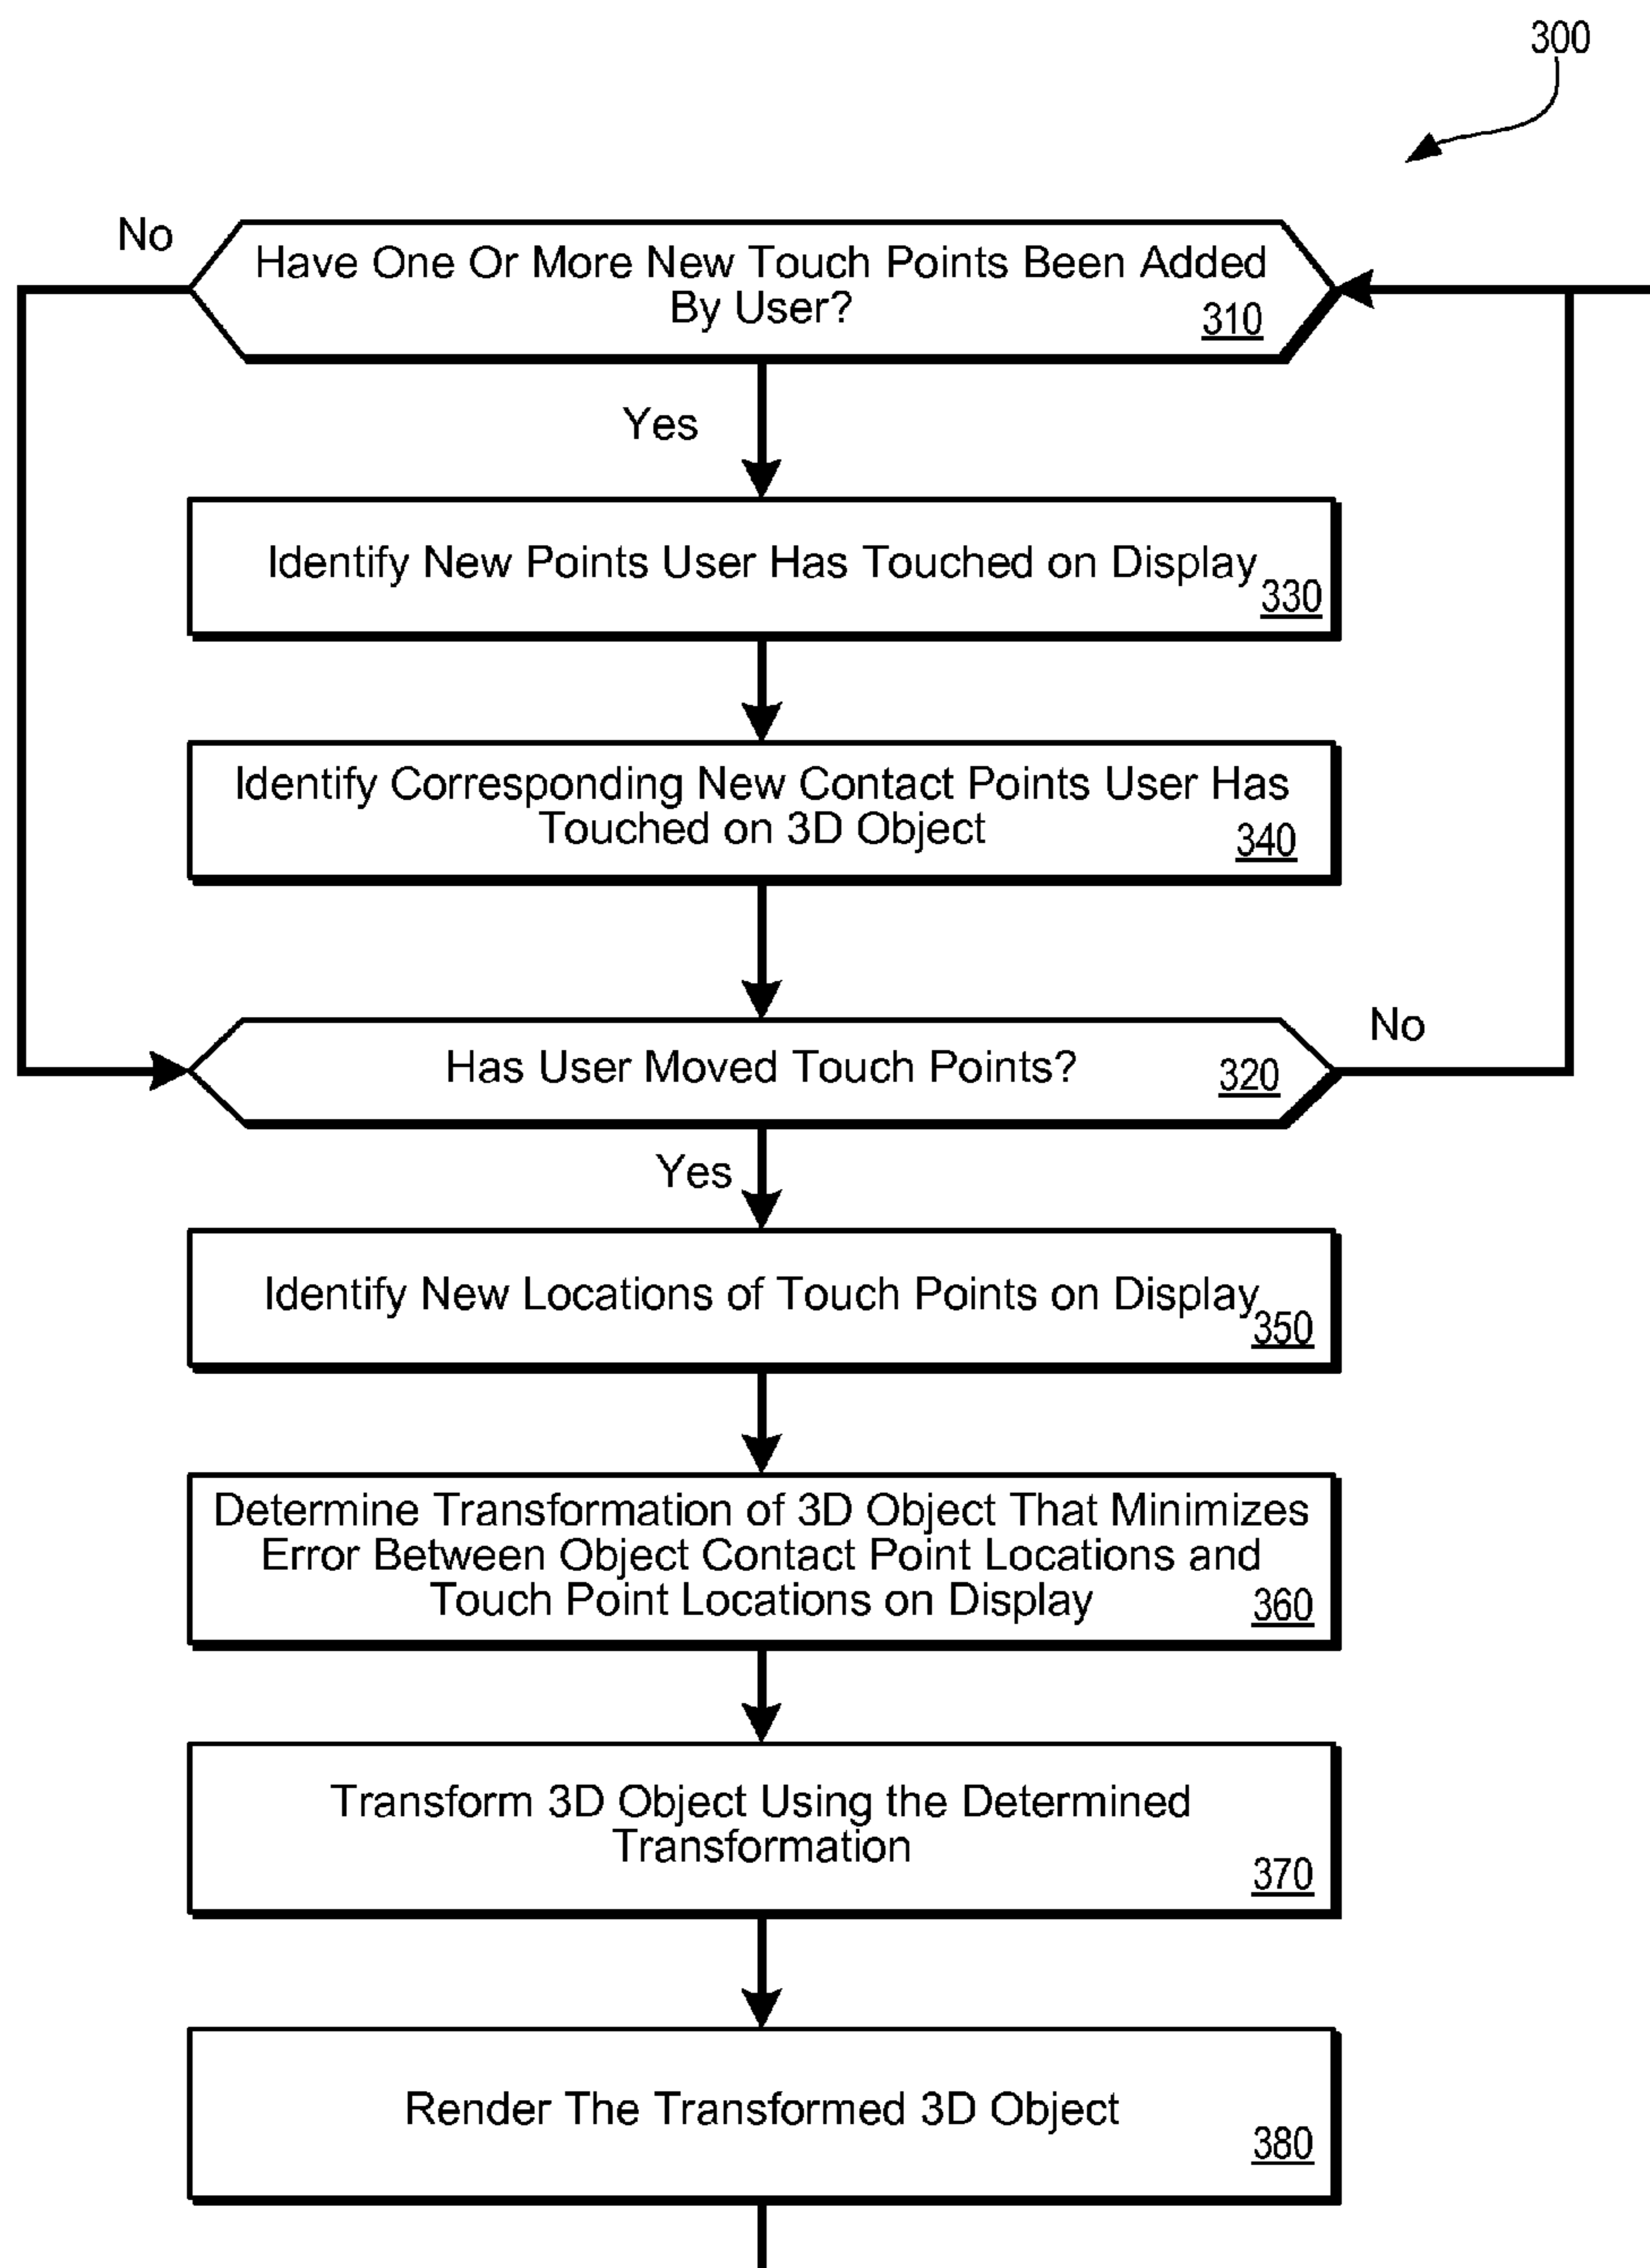 300
No
Have One Or More New Touch Points Been Added
By User?
310
Yes
Identify New Points User Has Touched on Display
330
Identify Corresponding New Contact Points User Has
Touched on 3D Object
340
No
Has User Moved Touch Points?
320
Yes
Identify New Locations of Touch Points on Display
350
Determine Transformation of 3D Object That Minimizes
Error Between Object Contact Point Locations and
Touch Point Locations on Display
360
Transform 3D Object Using the Determined
Transformation
370
Render The Transformed 3D Object
380